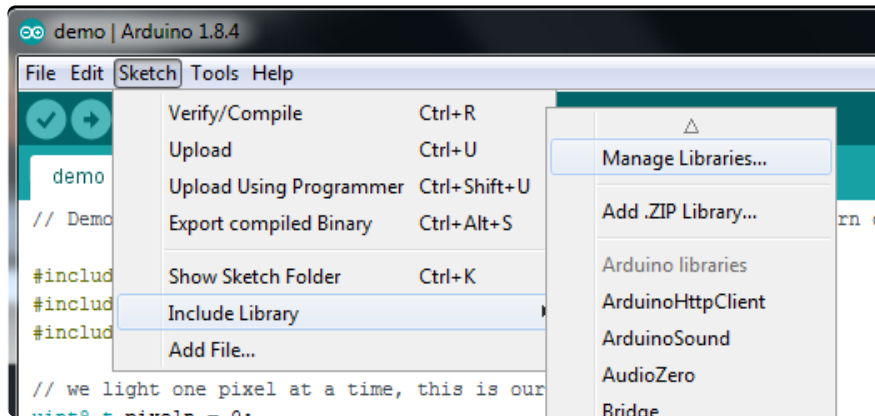 demo | Arduino 1.8.4
File Edit Sketch Tools Help
Verify/Compile Ctrl+R
Upload Ctrl+U
Upload Using Programmer Ctrl+Shift+U
Export compiled Binary Ctrl+Alt+S
Show Sketch Folder Ctrl+K
Include Library
Add File...
Manage Libraries...
Add .ZIP Library...
Arduino libraries
ArduinoHttpClient
ArduinoSound
AudioZero
Bridge
demo
// Demo
#includ
#includ
#includ
// we light one pixel at a time, this is our
uint8_t pixeln = 0;